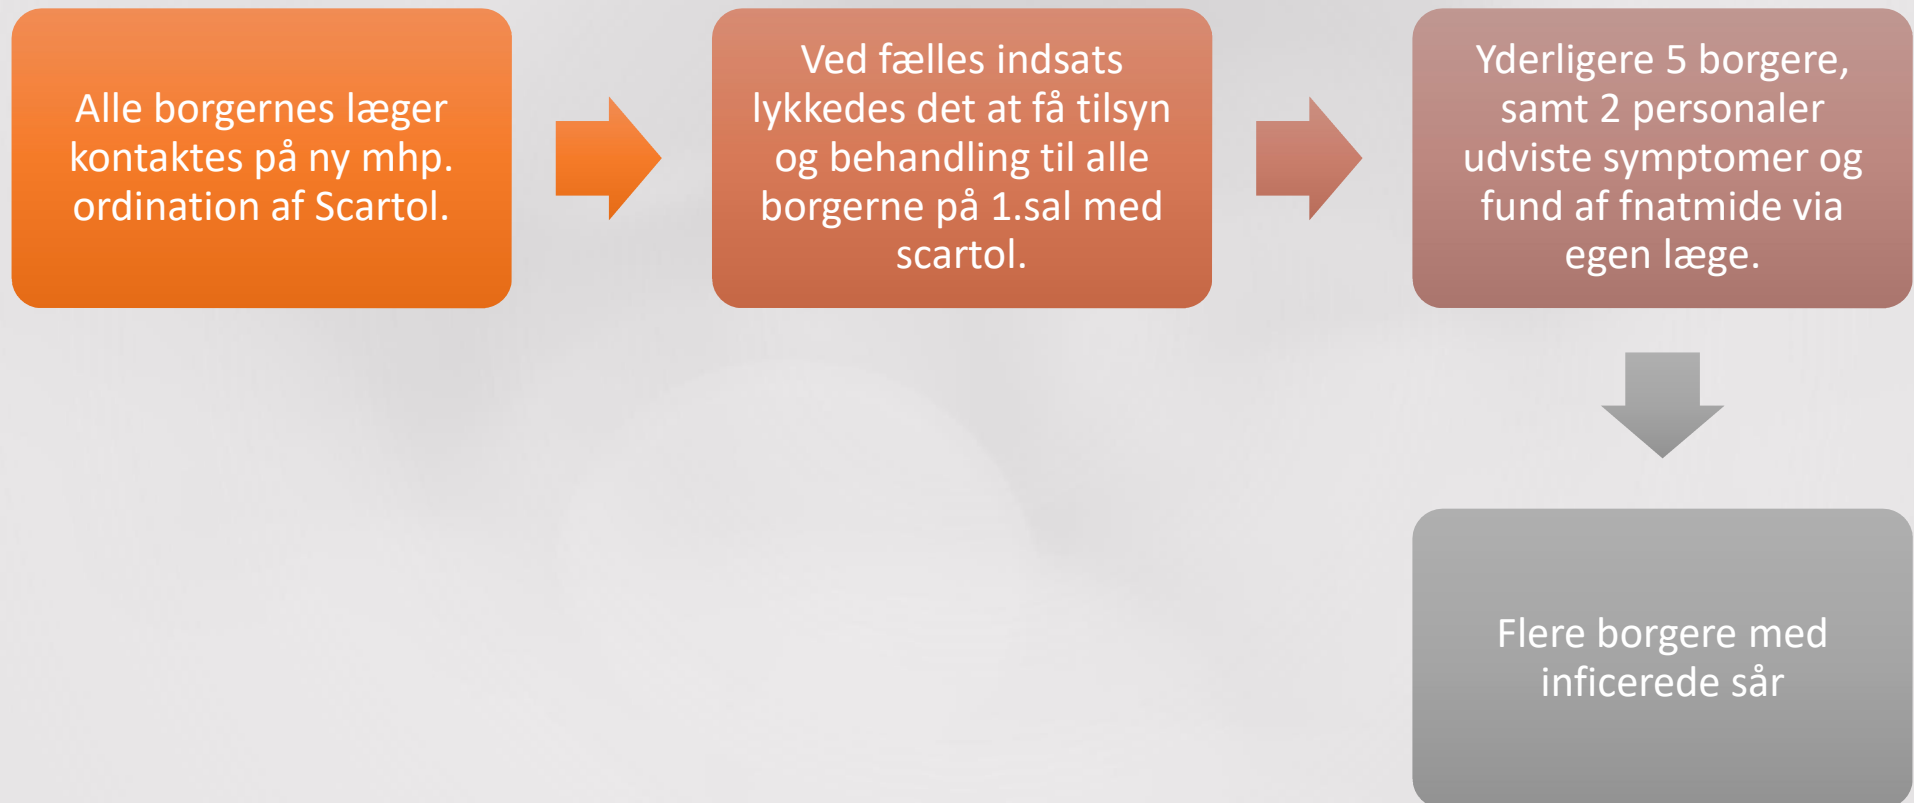 Alle borgernes læger
kontaktes på ny mhp.
ordination af Scartol.
Ved fælles indsats
lykkedes det at få tilsyn
og behandling til alle
borgerne på 1.sal med
scartol.
Yderligere 5 borgere,
samt 2 personaler
udviste symptomer og
fund af fnatmide via
egen læge.
Flere borgere med
inficerede sår